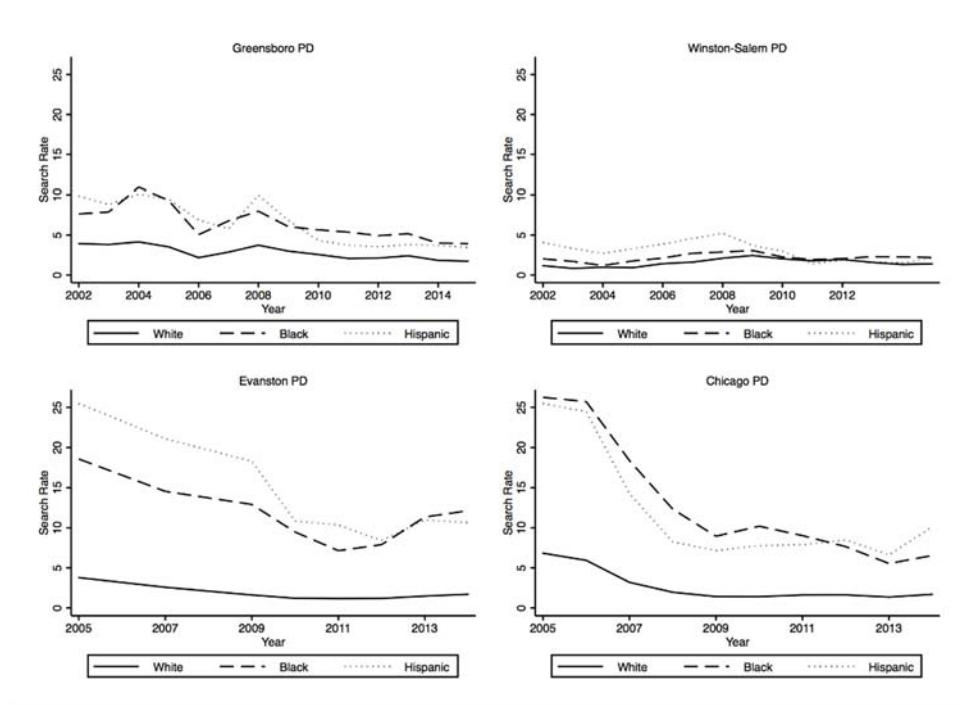 Greensboro PD
Search Rate
25
20
15
10
5
0
2002 2004 2006 2008 2010 2012 2014
Year
White Black Hispanic
Winston-Salem PD
Search Rate
25
20
15
10
5
0
2002 2004 2006 2008 2010 2012
Year
White Black Hispanic
Evanston PD
Search Rate
25
20
15
10
5
0
2005 2007 2009 2011 2013
Year
White Black Hispanic
Chicago PD
Search Rate
25
20
15
10
5
0
2005 2007 2009 2011 2013
Year
White Black Hispanic